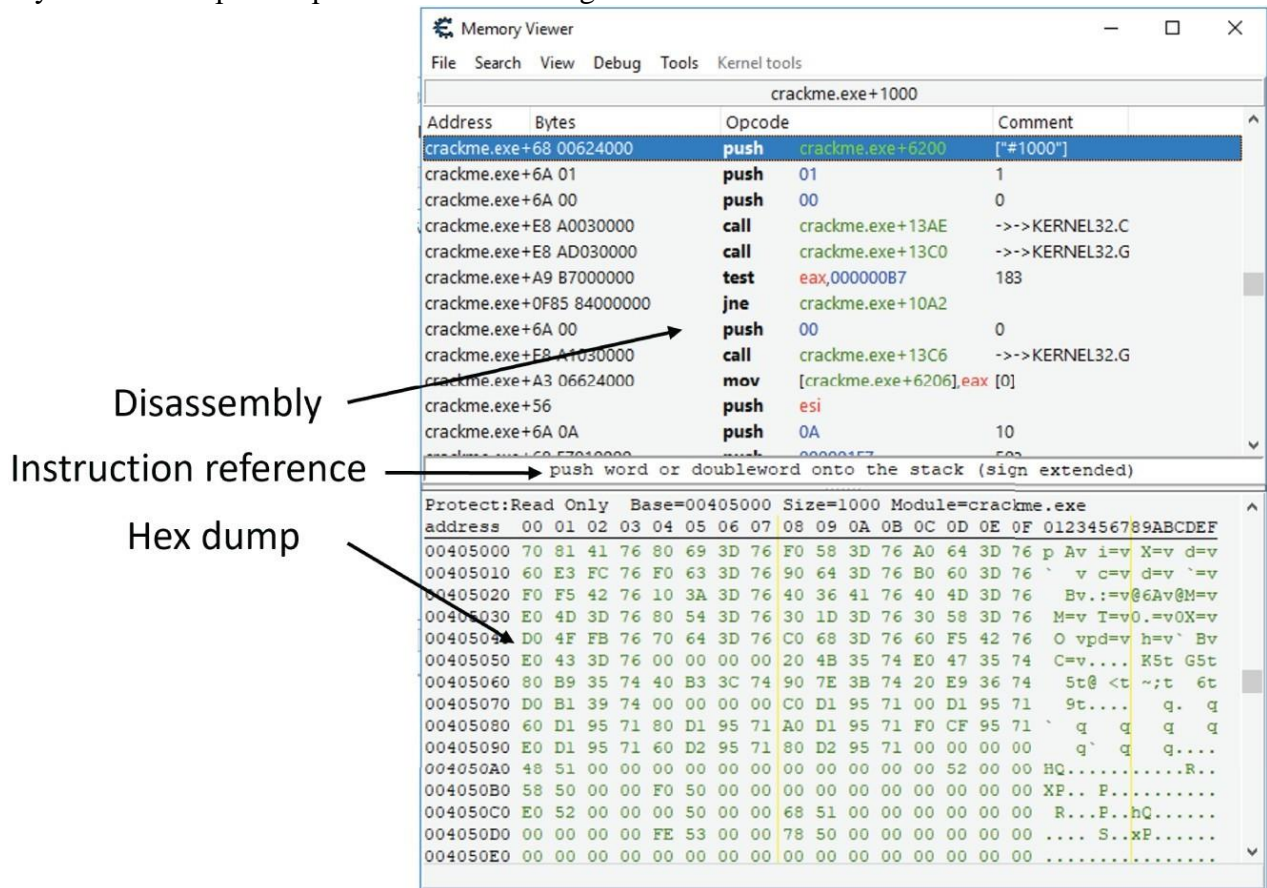 Memory Viewer
File Search View Debug Tools Kernel tools
crackme.exe+1000
Address Bytes Opcode Comment
crackme.exe+68 00624000 push crackme.exe+6200 ["#1000"]
crackme.exe+6A 01 push 01 1
crackme.exe+6A 00 push 00 0
crackme.exe+E8 A0030000 call crackme.exe+13AE ->->KERNEL32.C
crackme.exe+E8 AD030000 call crackme.exe+13C0 ->->KERNEL32.G
crackme.exe+A9 B7000000 test eax,000000B7 183
crackme.exe+0F85 84000000 jne crackme.exe+10A2
crackme.exe+6A 00 push 00 0
crackme.exe+E8 A1030000 call crackme.exe+13C6 ->->KERNEL32.G
crackme.exe+A3 06624000 mov [crackme.exe+6206],eax [0]
Disassembly
crackme.exe+56 push esi
crackme.exe+6A 0A push 0A 10
Instruction reference
push word or doubleword onto the stack (sign extended)
Protect:Read Only Base=00405000 Size=1000 Module=crackme.exe
Hex dump
address 00 01 02 03 04 05 06 07 08 09 0A 0B 0C 0D 0E 0F 0123456789ABCDEF
00405000 70 81 41 76 80 69 3D 76 F0 58 3D 76 A0 64 3D 76 p Av i=v X=v d=v
00405010 60 E3 FC 76 F0 63 3D 76 90 64 3D 76 B0 60 3D 76 ` v c=v d=v `=v
00405020 F0 F5 42 76 10 3A 3D 76 40 36 41 76 40 4D 3D 76 Bv.:=v@6Av@M=v
00405030 E0 4D 3D 76 80 54 3D 76 30 1D 3D 76 30 58 3D 76 M=v T=v0.=v0X=v
00405040 D0 4F FB 76 70 64 3D 76 C0 68 3D 76 60 F5 42 76 O vpd=v h=v` Bv
00405050 E0 43 3D 76 00 00 00 00 20 4B 35 74 E0 47 35 74 C=v.... K5t G5t
00405060 80 B9 35 74 40 B3 3C 74 90 7E 3B 74 20 E9 36 74 5t@ <t ~;t 6t
00405070 D0 B1 39 74 00 00 00 00 C0 D1 95 71 00 D1 95 71 9t.... q. q
00405080 60 D1 95 71 80 D1 95 71 A0 D1 95 71 F0 CF 95 71 ` q q q q
00405090 E0 D1 95 71 60 D2 95 71 80 D2 95 71 00 00 00 00 q` q q....
004050A0 48 51 00 00 00 00 00 00 00 00 00 00 00 52 00 00 HQ...........R..
004050B0 58 50 00 00 F0 50 00 00 00 00 00 00 00 00 00 00 XP.. P..........
004050C0 E0 52 00 00 00 50 00 00 68 51 00 00 00 00 00 00 R...P..hQ......
004050D0 00 00 00 00 FE 53 00 00 78 50 00 00 00 00 00 00 .... S..xP......
004050E0 00 00 00 00 00 00 00 00 00 00 00 00 00 00 00 00 ................